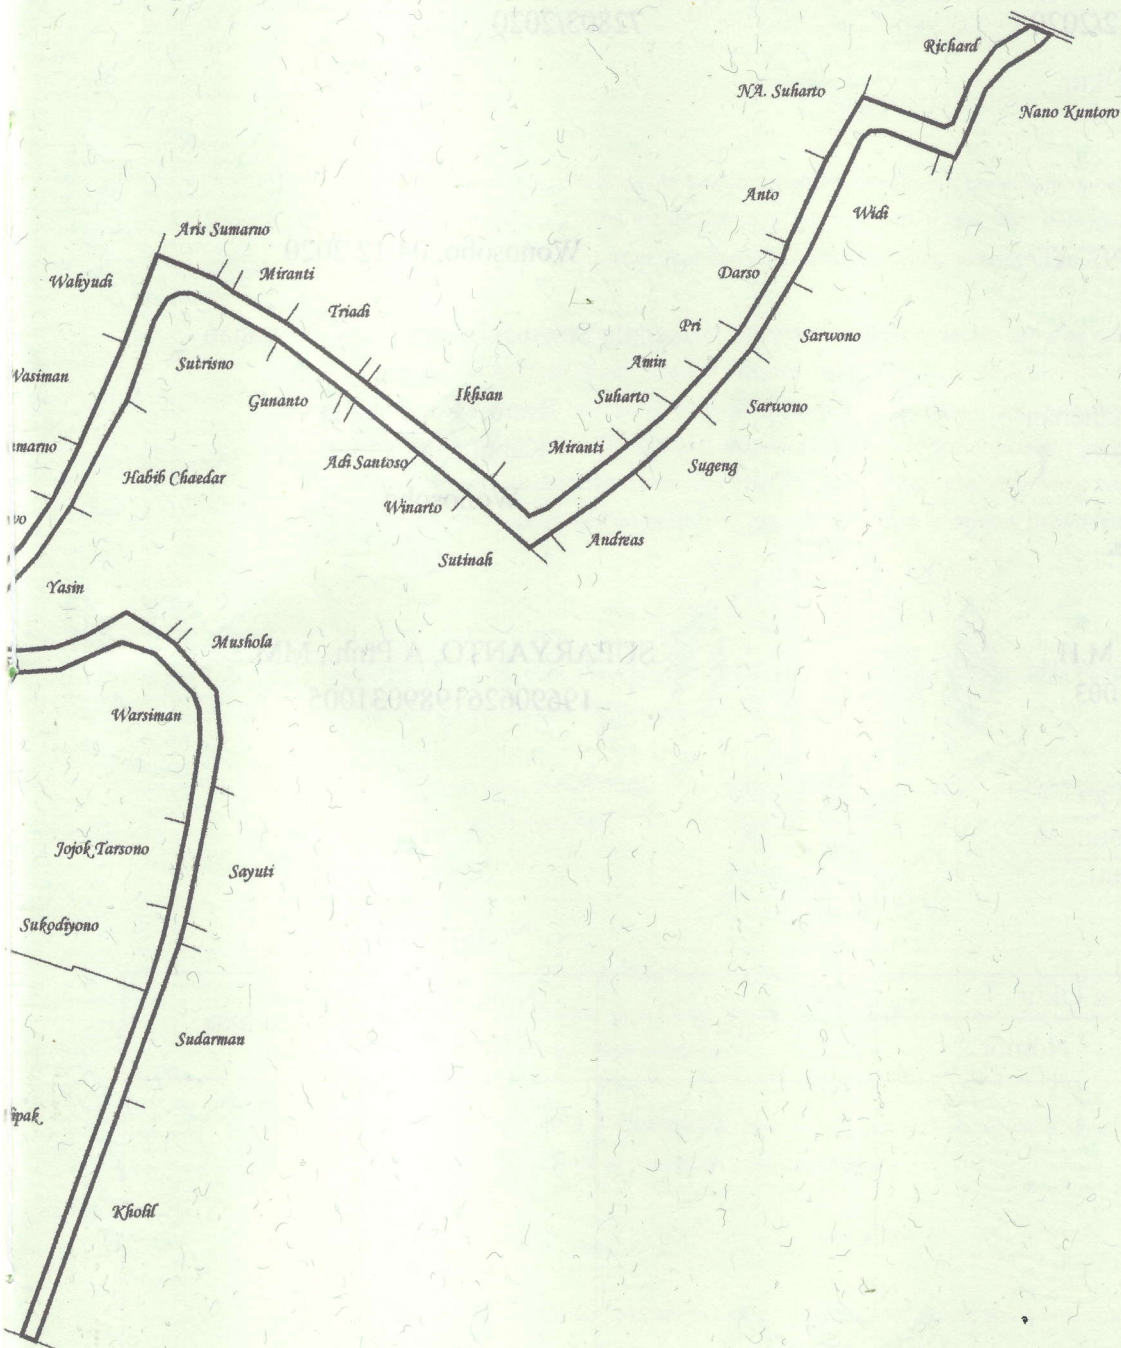 Richard
NA. Suharto
Nano Kuntoro
Anto
Widi
Aris Sumarno
Darso
Wahyudi
Miranti
Triadi
Pri
Sarwono
Amin
Sutrisno
Wasiman
Ikhsan
Suharto
Gunanto
Sarwono
Miranti
Adi Santoso
Sugeng
Habib Chaedar
Winarto
Andreas
Sutinah
Yasin
Mushola
Warsiman
Jojok Tarsono
Sayuti
Sukodiyono
Sudarman
Kholil